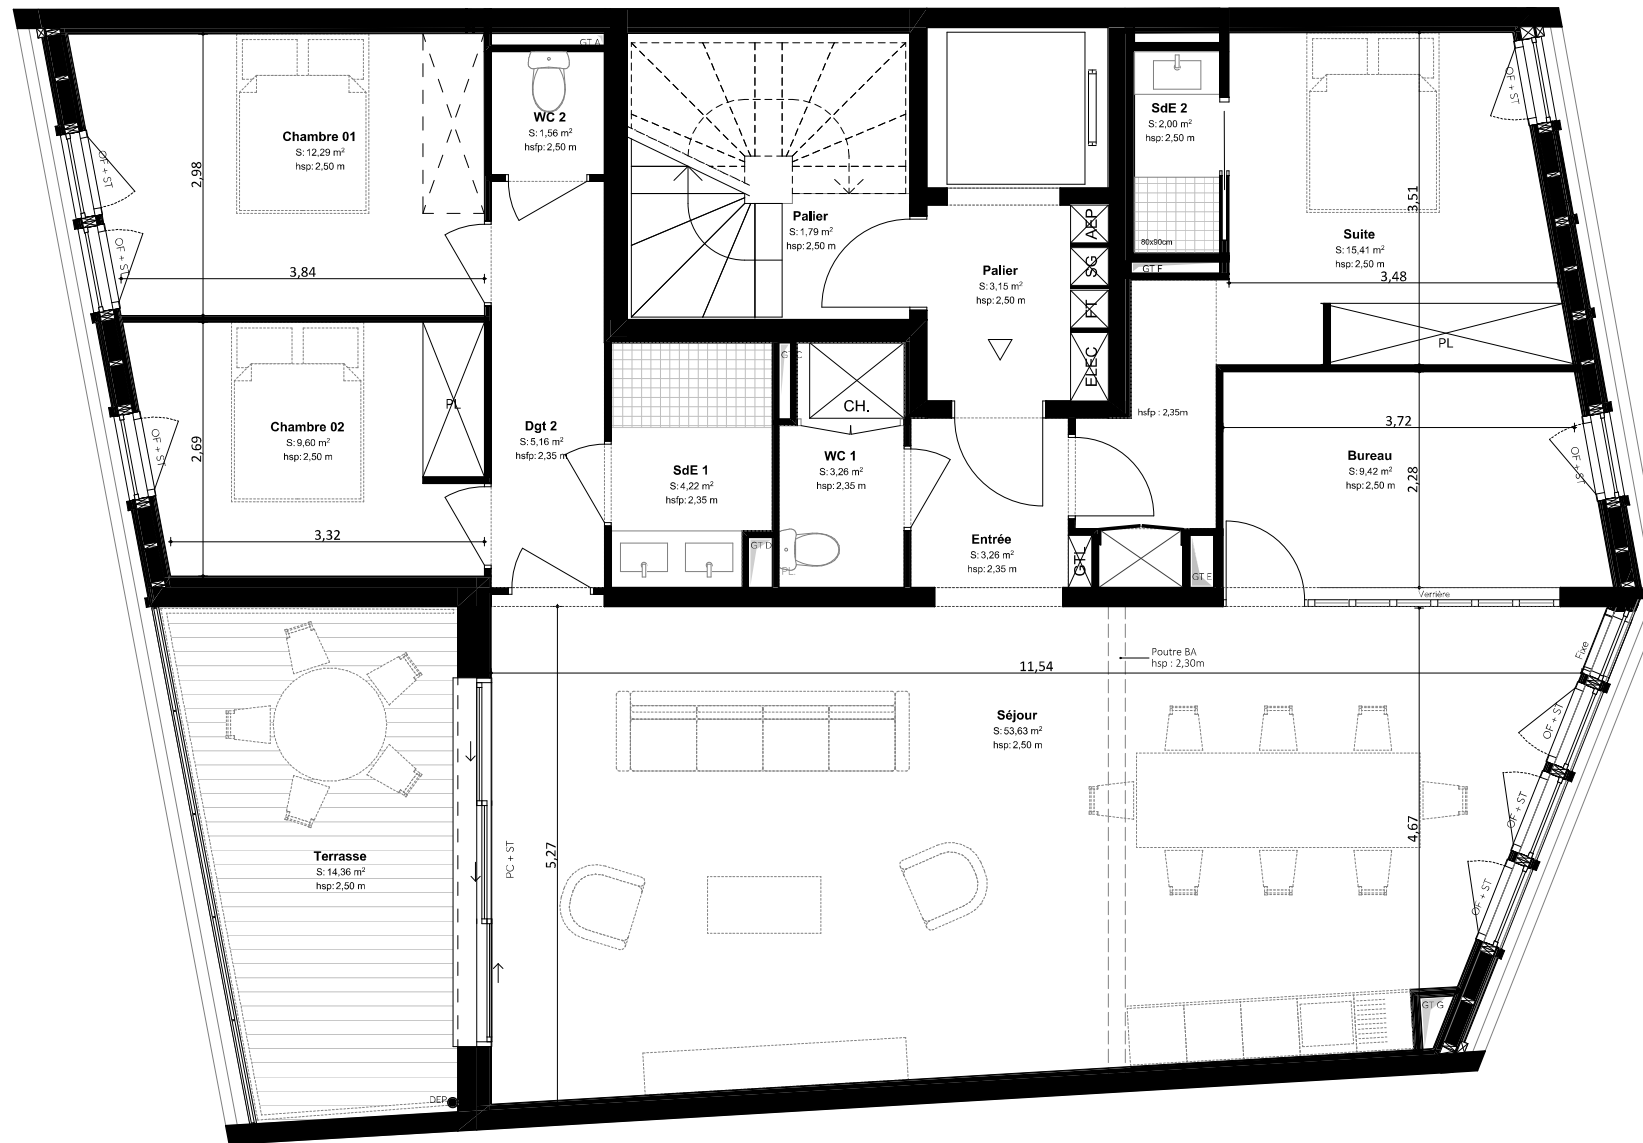 GT A
WC 2
S: 1,56 m²
hsfp: 2,50 m
Chambre 01
S: 12,29 m²
hsp: 2,50 m
2,98
3,84
OF + ST
OF + ST
Palier
S: 1,79 m²
hsp: 2,50 m
Palier
S: 3,15 m²
hsp: 2,50 m
AEP
SG
FT
ELEC
SdE 2
S: 2,00 m²
hsp: 2,50 m
80x90cm
GT F
Suite
S: 15,41 m²
hsp: 2,50 m
3,51
3,48
OF + ST
PL
Chambre 02
S: 9,60 m²
hsp: 2,50 m
2,69
3,32
OF + ST
PL
Dgt 2
S: 5,16 m²
hsfp: 2,35 m
SdE 1
S: 4,22 m²
hsfp: 2,35 m
GT C
CH.
WC 1
S: 3,26 m²
hsp: 2,35 m
GT D
PL.
Entrée
S: 3,26 m²
hsp: 2,35 m
GTL
hsfp : 2,35m
GT E
Bureau
S: 9,42 m²
hsp: 2,50 m
3,72
2,28
OF + ST
Verrière
Fixe
Poutre BA
hsp : 2,30m
11,54
Séjour
S: 53,63 m²
hsp: 2,50 m
5,27
4,67
PC + ST
OF + ST
OF + ST
OF + ST
Terrasse
S: 14,36 m²
hsp: 2,50 m
GT G
DEP